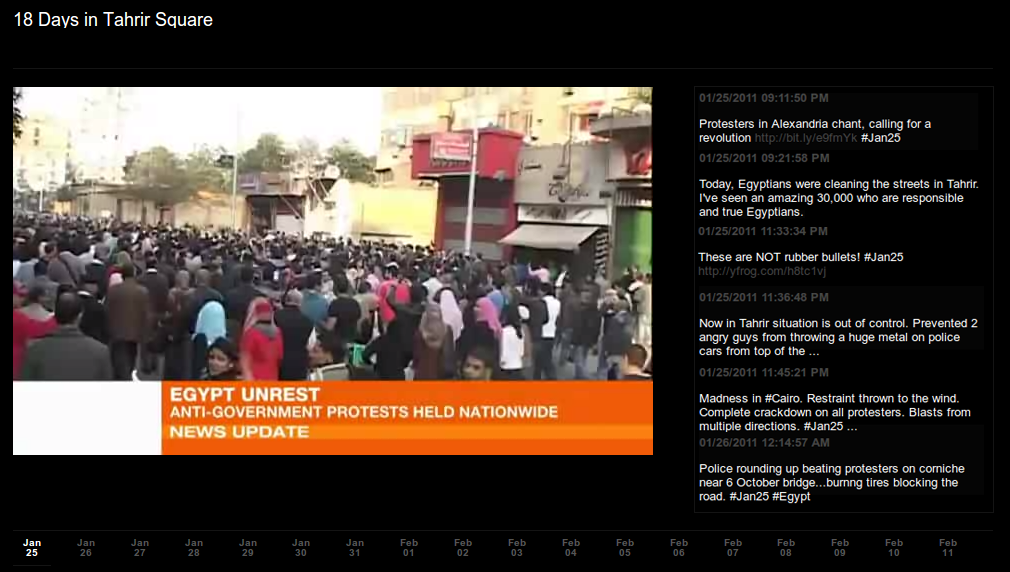 18 Days in Tahrir Square
EGYPT UNREST
ANTI-GOVERNMENT PROTESTS HELD NATIONWIDE
NEWS UPDATE
01/25/2011 09:11:50 PM
Protesters in Alexandria chant, calling for a
revolution http://bit.ly/e9fmYk #Jan25
01/25/2011 09:21:58 PM
Today, Egyptians were cleaning the streets in Tahrir.
I've seen an amazing 30,000 who are responsible
and true Egyptians.
01/25/2011 11:33:34 PM
These are NOT rubber bullets! #Jan25
http://yfrog.com/h8tc1vj
01/25/2011 11:36:48 PM
Now in Tahrir situation is out of control. Prevented 2
angry guys from throwing a huge metal on police
cars from top of the ...
01/25/2011 11:45:21 PM
Madness in #Cairo. Restraint thrown to the wind.
Complete crackdown on all protesters. Blasts from
multiple directions. #Jan25 ...
01/26/2011 12:14:57 AM
Police rounding up beating protesters on corniche
near 6 October bridge...burnng tires blocking the
road. #Jan25 #Egypt
Jan Jan Jan Jan Jan Jan Jan Feb Feb Feb Feb Feb Feb Feb Feb Feb Feb Feb
25 26 27 28 29 30 31 01 02 03 04 05 06 07 08 09 10 11